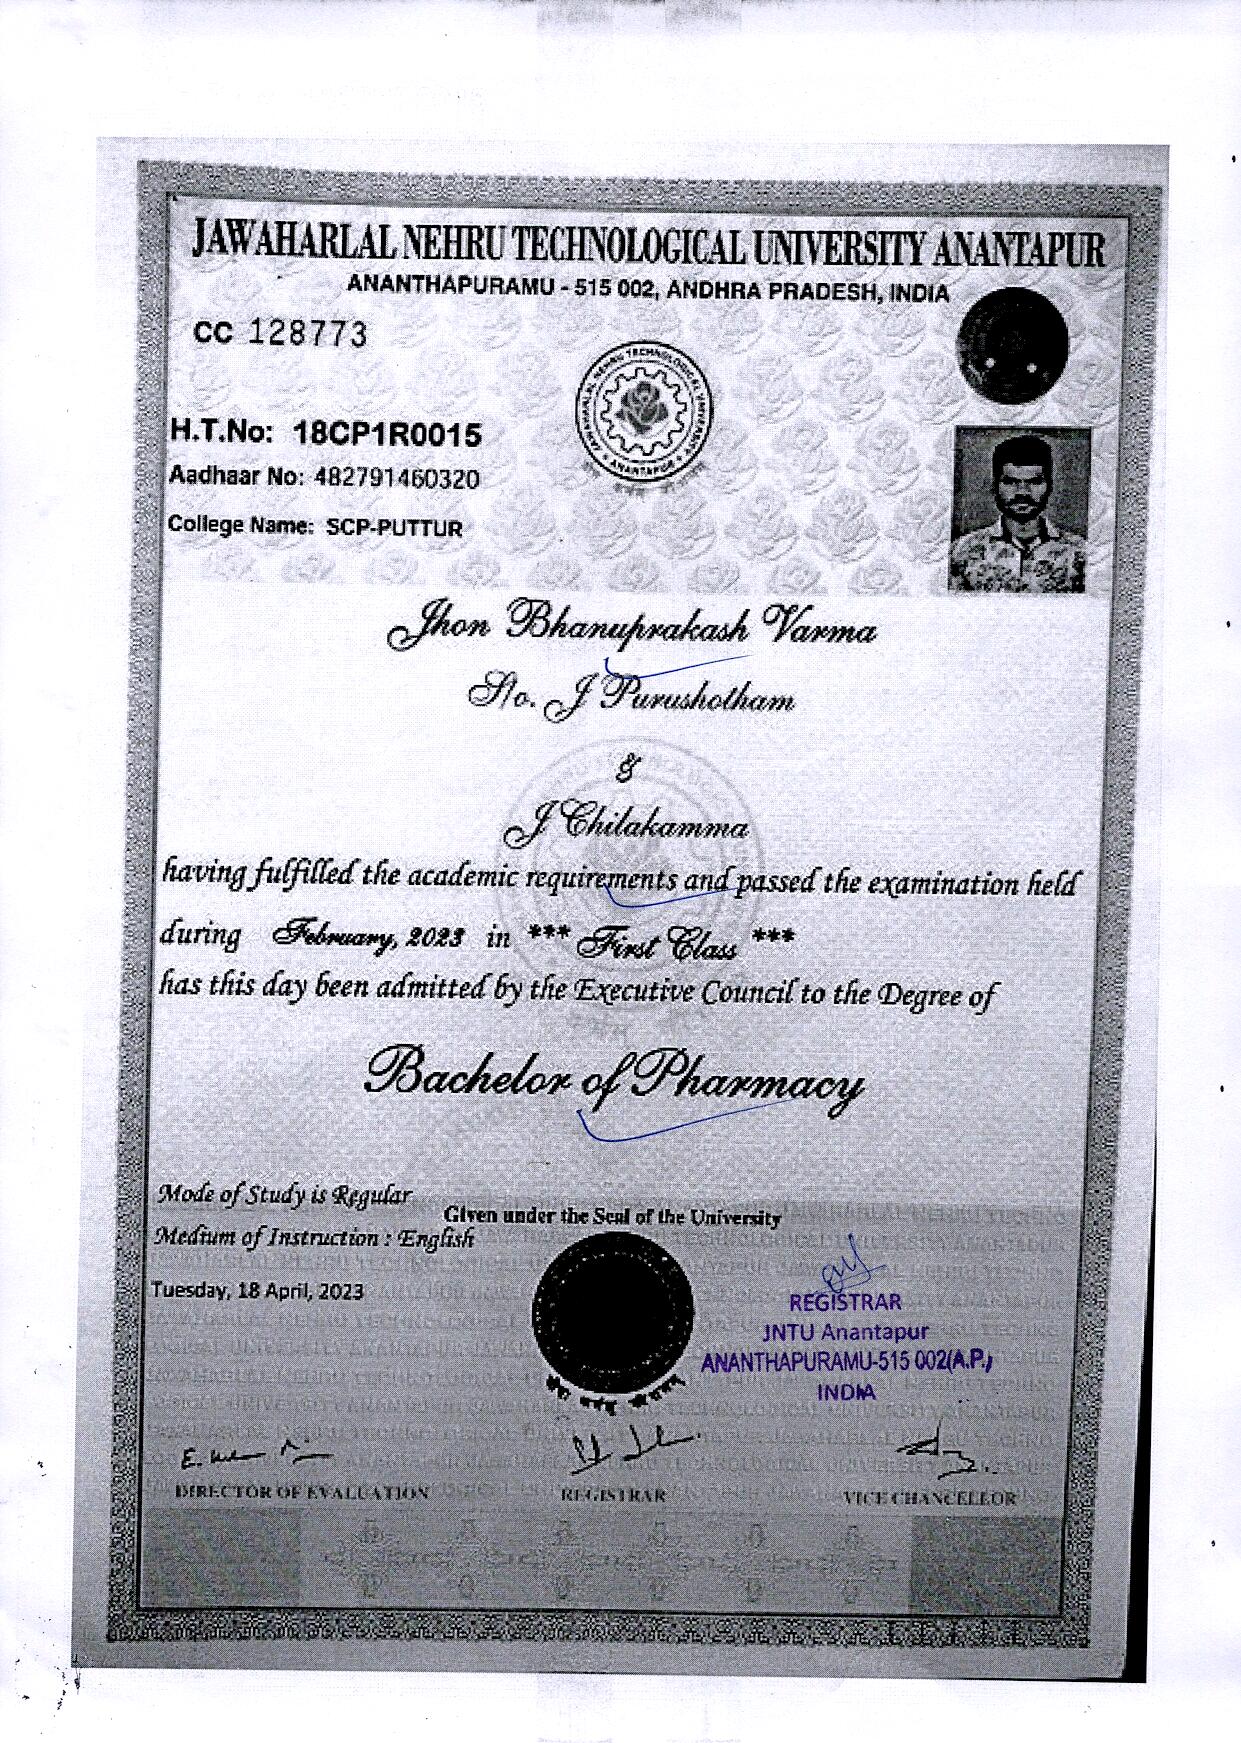 JAWAHARLAL NEHRU TECHNOLOGICAL UNIVERSITY ANANTAPUR
ANANTHAPURAMU - 515 002, ANDHRA PRADESH, INDIA
CC 128773
H.T.No: 18CP1R0015
Aadhaar No: 482791460320
College Name: SCP-PUTTUR
Jhon Bhanuprakash Varma
S/o. J Purushotham
&
J Chilakamma
having fulfilled the academic requirements and passed the examination held
during February, 2023 in *** First Class ***
has this day been admitted by the Executive Council to the Degree of
Bachelor of Pharmacy
Mode of Study is Regular
Given under the Seal of the University
Medium of Instruction : English
Tuesday, 18 April, 2023
REGISTRAR
JNTU Anantapur
ANANTHAPURAMU-515 002(A.P.)
INDIA
DIRECTOR OF EVALUATION
REGISTRAR
VICE CHANCELLOR